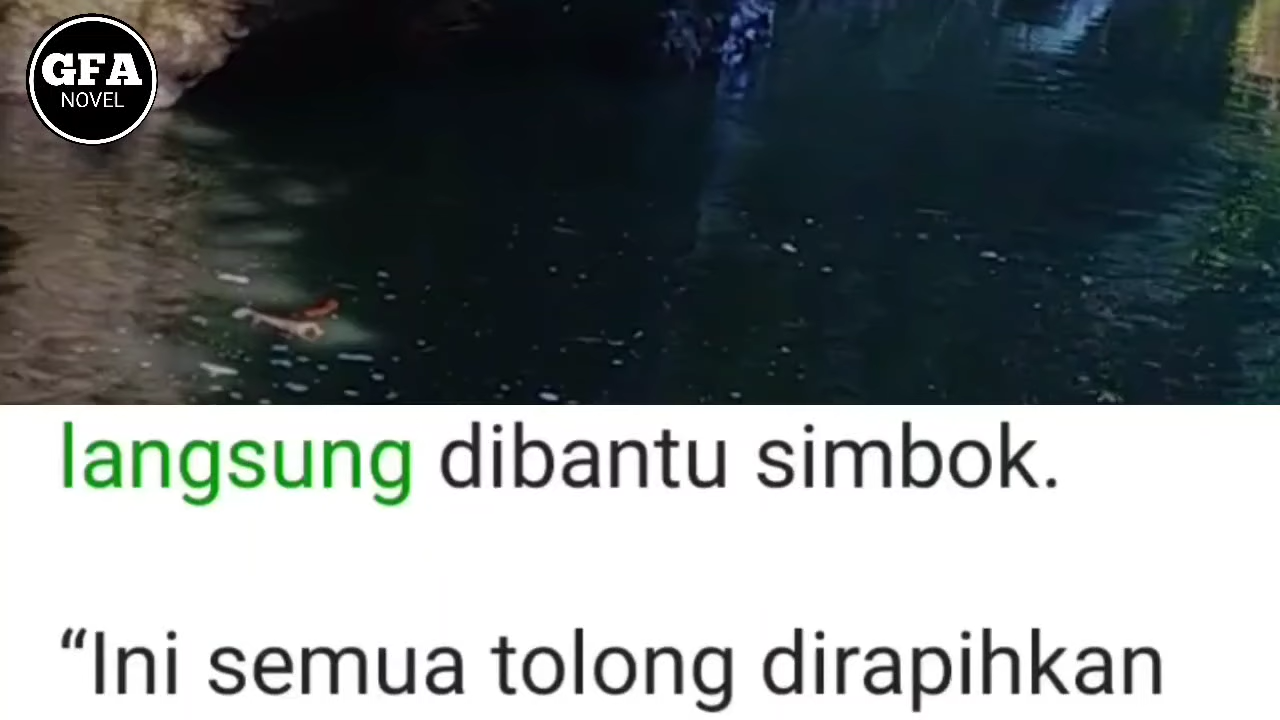 GFA
NOVEL
langsung dibantu simbok.
“Ini semua tolong dirapihkan